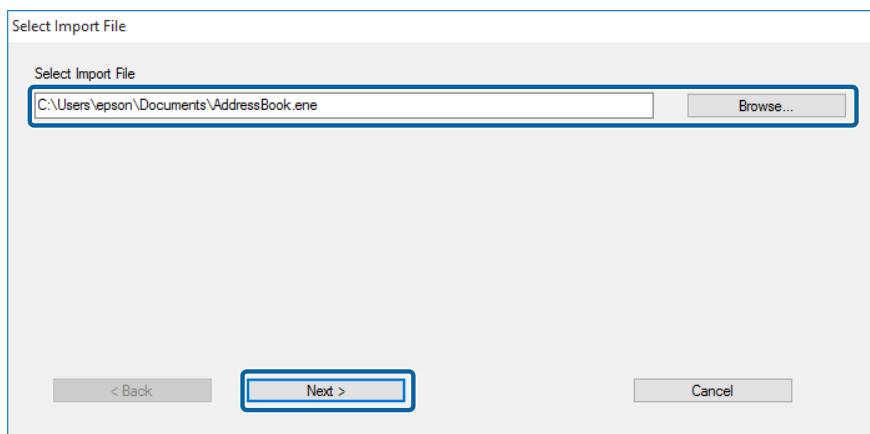 Select Import File
Select Import File
C:\Users\epson\Documents\AddressBook.ene
Browse...
< Back
Next >
Cancel